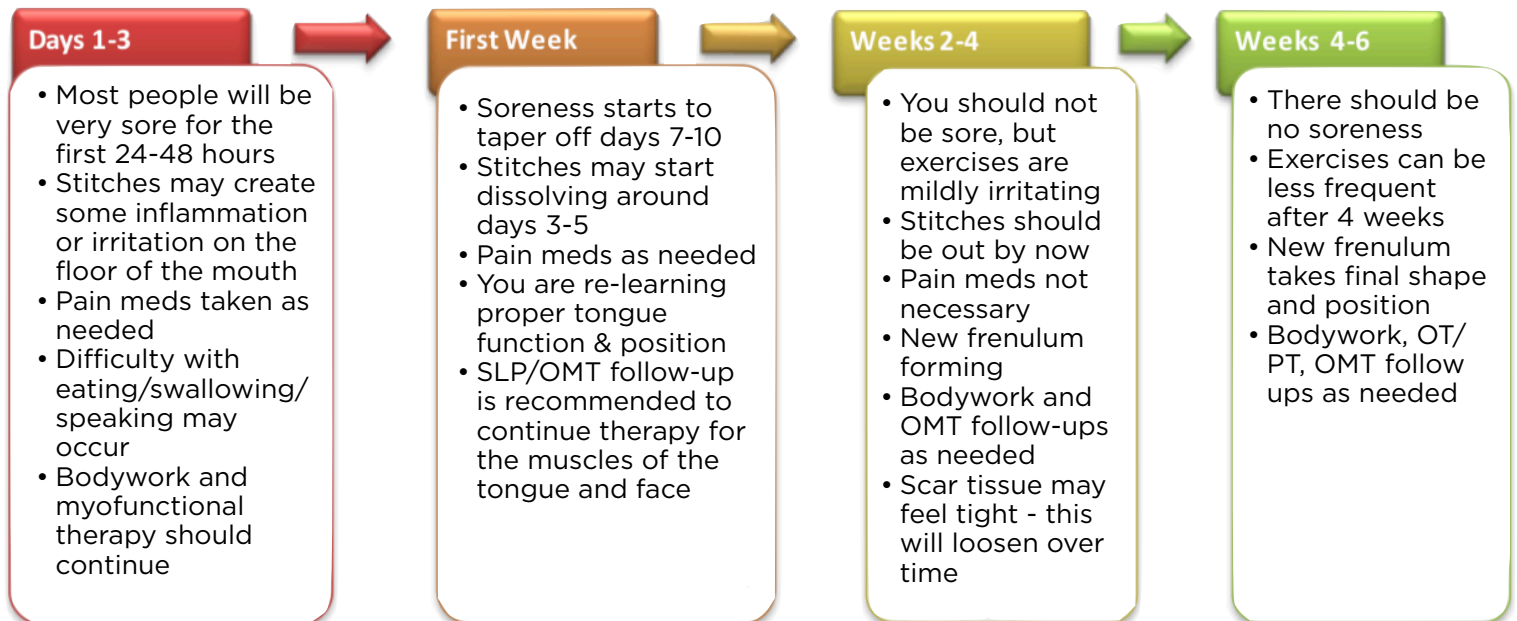 Days 1-3
• Most people will be
very sore for the
first 24-48 hours
• Stitches may create
some inflammation
or irritation on the
floor of the mouth
• Pain meds taken as
needed
• Difficulty with
eating/swallowing/
speaking may
occur
• Bodywork and
myofunctional
therapy should
continue
First Week
• Soreness starts to
taper off days 7-10
• Stitches may start
dissolving around
days 3-5
• Pain meds as needed
• You are re-learning
proper tongue
function & position
• SLP/OMT follow-up
is recommended to
continue therapy for
the muscles of the
tongue and face
Weeks 2-4
• You should not
be sore, but
exercises are
mildly irritating
• Stitches should
be out by now
• Pain meds not
necessary
• New frenulum
forming
• Bodywork and
OMT follow-ups
as needed
• Scar tissue may
feel tight - this
will loosen over
time
Weeks 4-6
• There should be
no soreness
• Exercises can be
less frequent
after 4 weeks
• New frenulum
takes final shape
and position
• Bodywork, OT/
PT, OMT follow
ups as needed